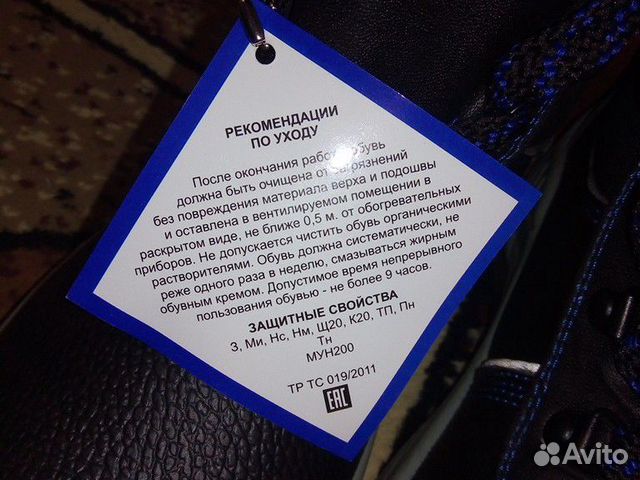 РЕКОМЕНДАЦИИ
ПО УХОДУ
После окончания работ обувь
должна быть очищена от загрязнений
без повреждения материала верха и подошвы
и оставлена в вентилируемом помещении в
раскрытом виде, не ближе 0,5 м. от обогревательных
приборов. Не допускается чистить обувь органическими
растворителями. Обувь должна систематически, не
реже одного раза в неделю, смазываться жирным
обувным кремом. Допустимое время непрерывного
пользования обувью - не более 9 часов.
ЗАЩИТНЫЕ СВОЙСТВА
З, Ми, Нс, Нм, Щ20, К20, ТП, Пн
Тн
МУН200
ТР ТС 019/2011
EAC
Avito